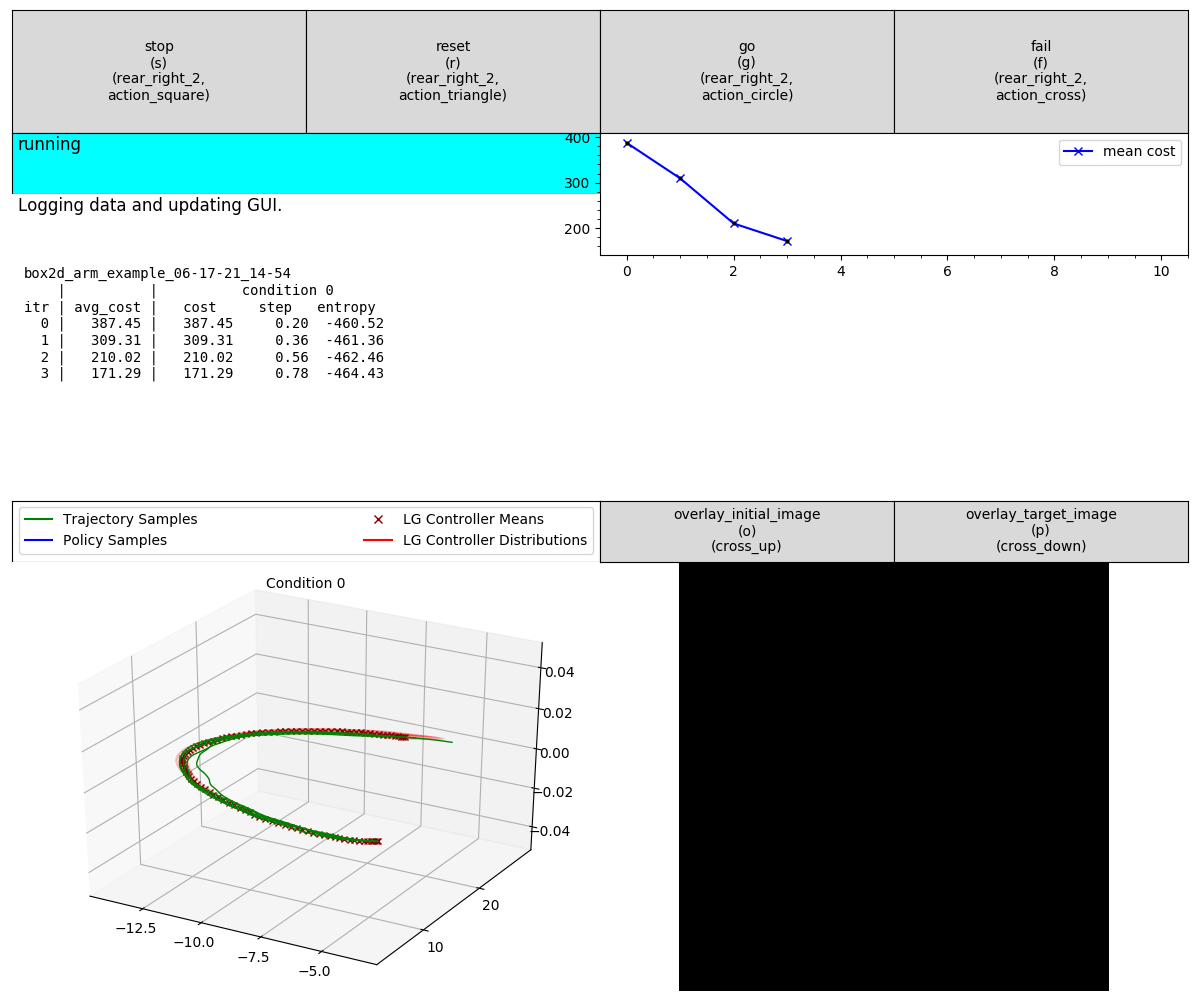 stop
(s)
(rear_right_2,
action_square)
reset
(r)
(rear_right_2,
action_triangle)
go
(g)
(rear_right_2,
action_circle)
fail
(f)
(rear_right_2,
action_cross)
running
Logging data and updating GUI.
400
300
200
mean cost
0 2 4 6 8 10
box2d_arm_example_06-17-21_14-54
| | condition 0
itr | avg_cost | cost step entropy
0 | 387.45 | 387.45 0.20 -460.52
1 | 309.31 | 309.31 0.36 -461.36
2 | 210.02 | 210.02 0.56 -462.46
3 | 171.29 | 171.29 0.78 -464.43
Trajectory Samples
Policy Samples
LG Controller Means
LG Controller Distributions
overlay_initial_image
(o)
(cross_up)
overlay_target_image
(p)
(cross_down)
Condition 0
0.04
0.02
0.00
−0.02
−0.04
20
10
−12.5
−10.0
−7.5
−5.0